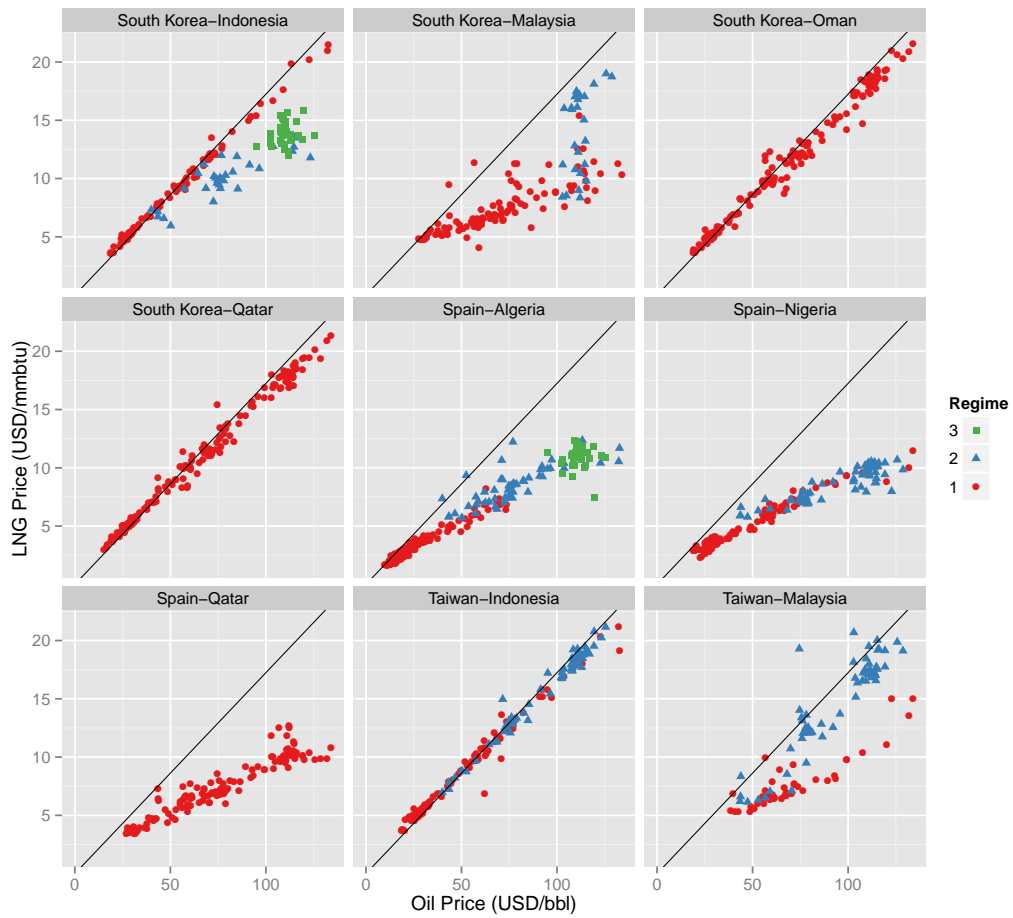 South Korea−Indonesia South Korea−Malaysia South Korea−Oman
20
15
10
5
South Korea−Qatar Spain−Algeria Spain−Nigeria
20
15
10
5
Spain−Qatar Taiwan−Indonesia Taiwan−Malaysia
20
15
10
5
0 50 100 0 50 100 0 50 100
Oil Price (USD/bbl)
LNG Price (USD/mmbtu)
Regime
3
2
1